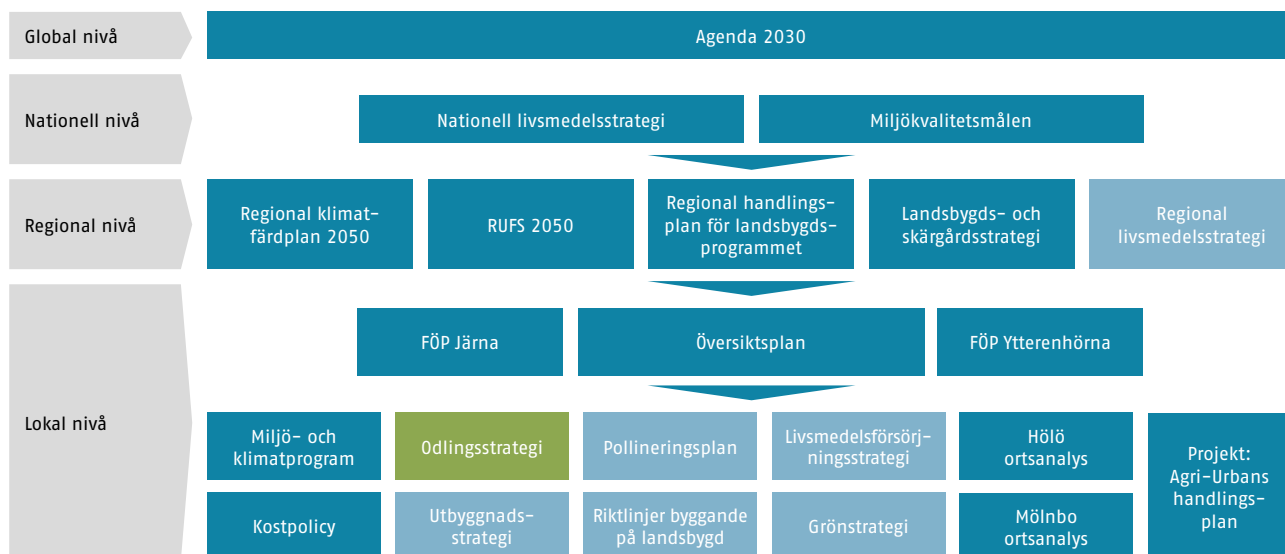 Global nivå
Agenda 2030
Nationell nivå
Nationell livsmedelsstrategi
Miljökvalitetsmålen
Regional nivå
Regional klimat-
färdplan 2050
RUFS 2050
Regional handlings-
plan för landsbygds-
programmet
Landsbygds- och
skärgårdsstrategi
Regional
livsmedelsstrategi
Lokal nivå
FÖP Järna
Översiktsplan
FÖP Ytterenhörna
Miljö- och
klimatprogram
Odlingsstrategi
Pollineringsplan
Livsmedelsförsörj-
ningsstrategi
Hölö
ortsanalys
Projekt:
Agri-Urbans
handlings-
plan
Kostpolicy
Utbyggnads-
strategi
Riktlinjer byggande
på landsbygd
Grönstrategi
Mölnbo
ortsanalys